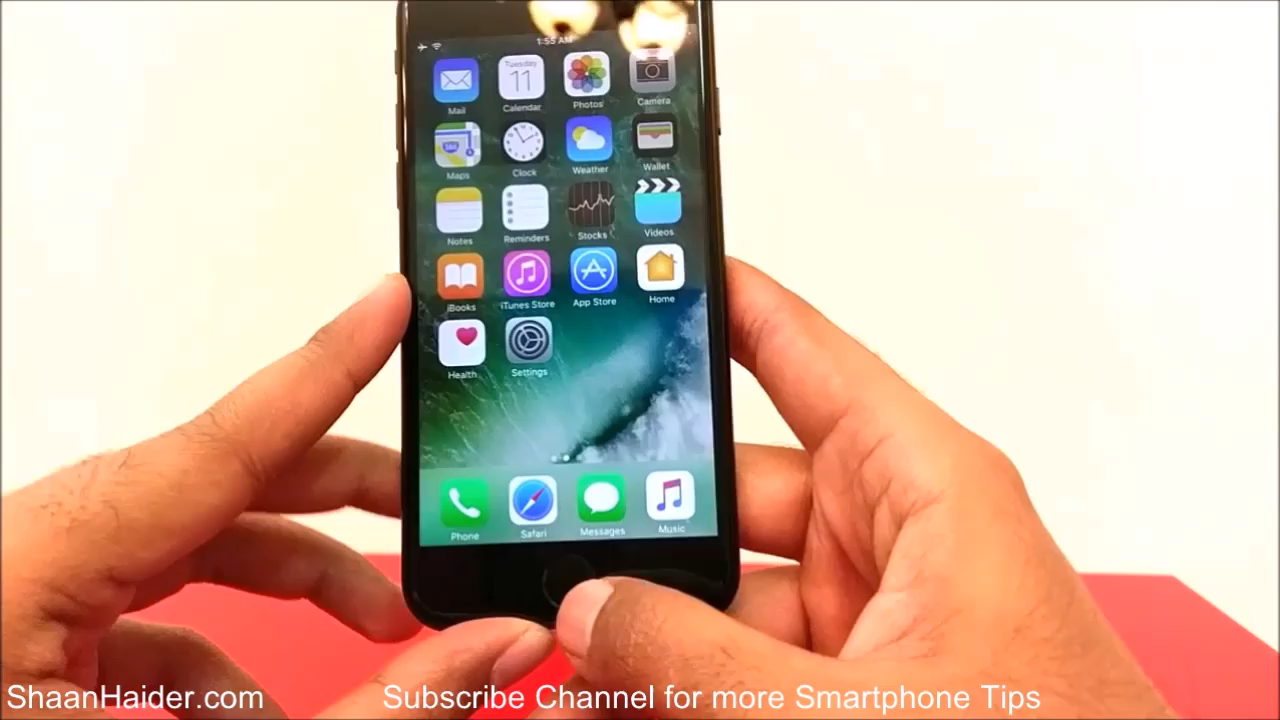 1:55 AM
Tuesday
11
Mail Calendar Photos Camera
280
Maps Clock Weather Wallet
Notes Reminders Stocks Videos
iBooks iTunes Store App Store Home
Health Settings
Phone Safari Messages Music
ShaanHaider.com Subscribe Channel for more Smartphone Tips